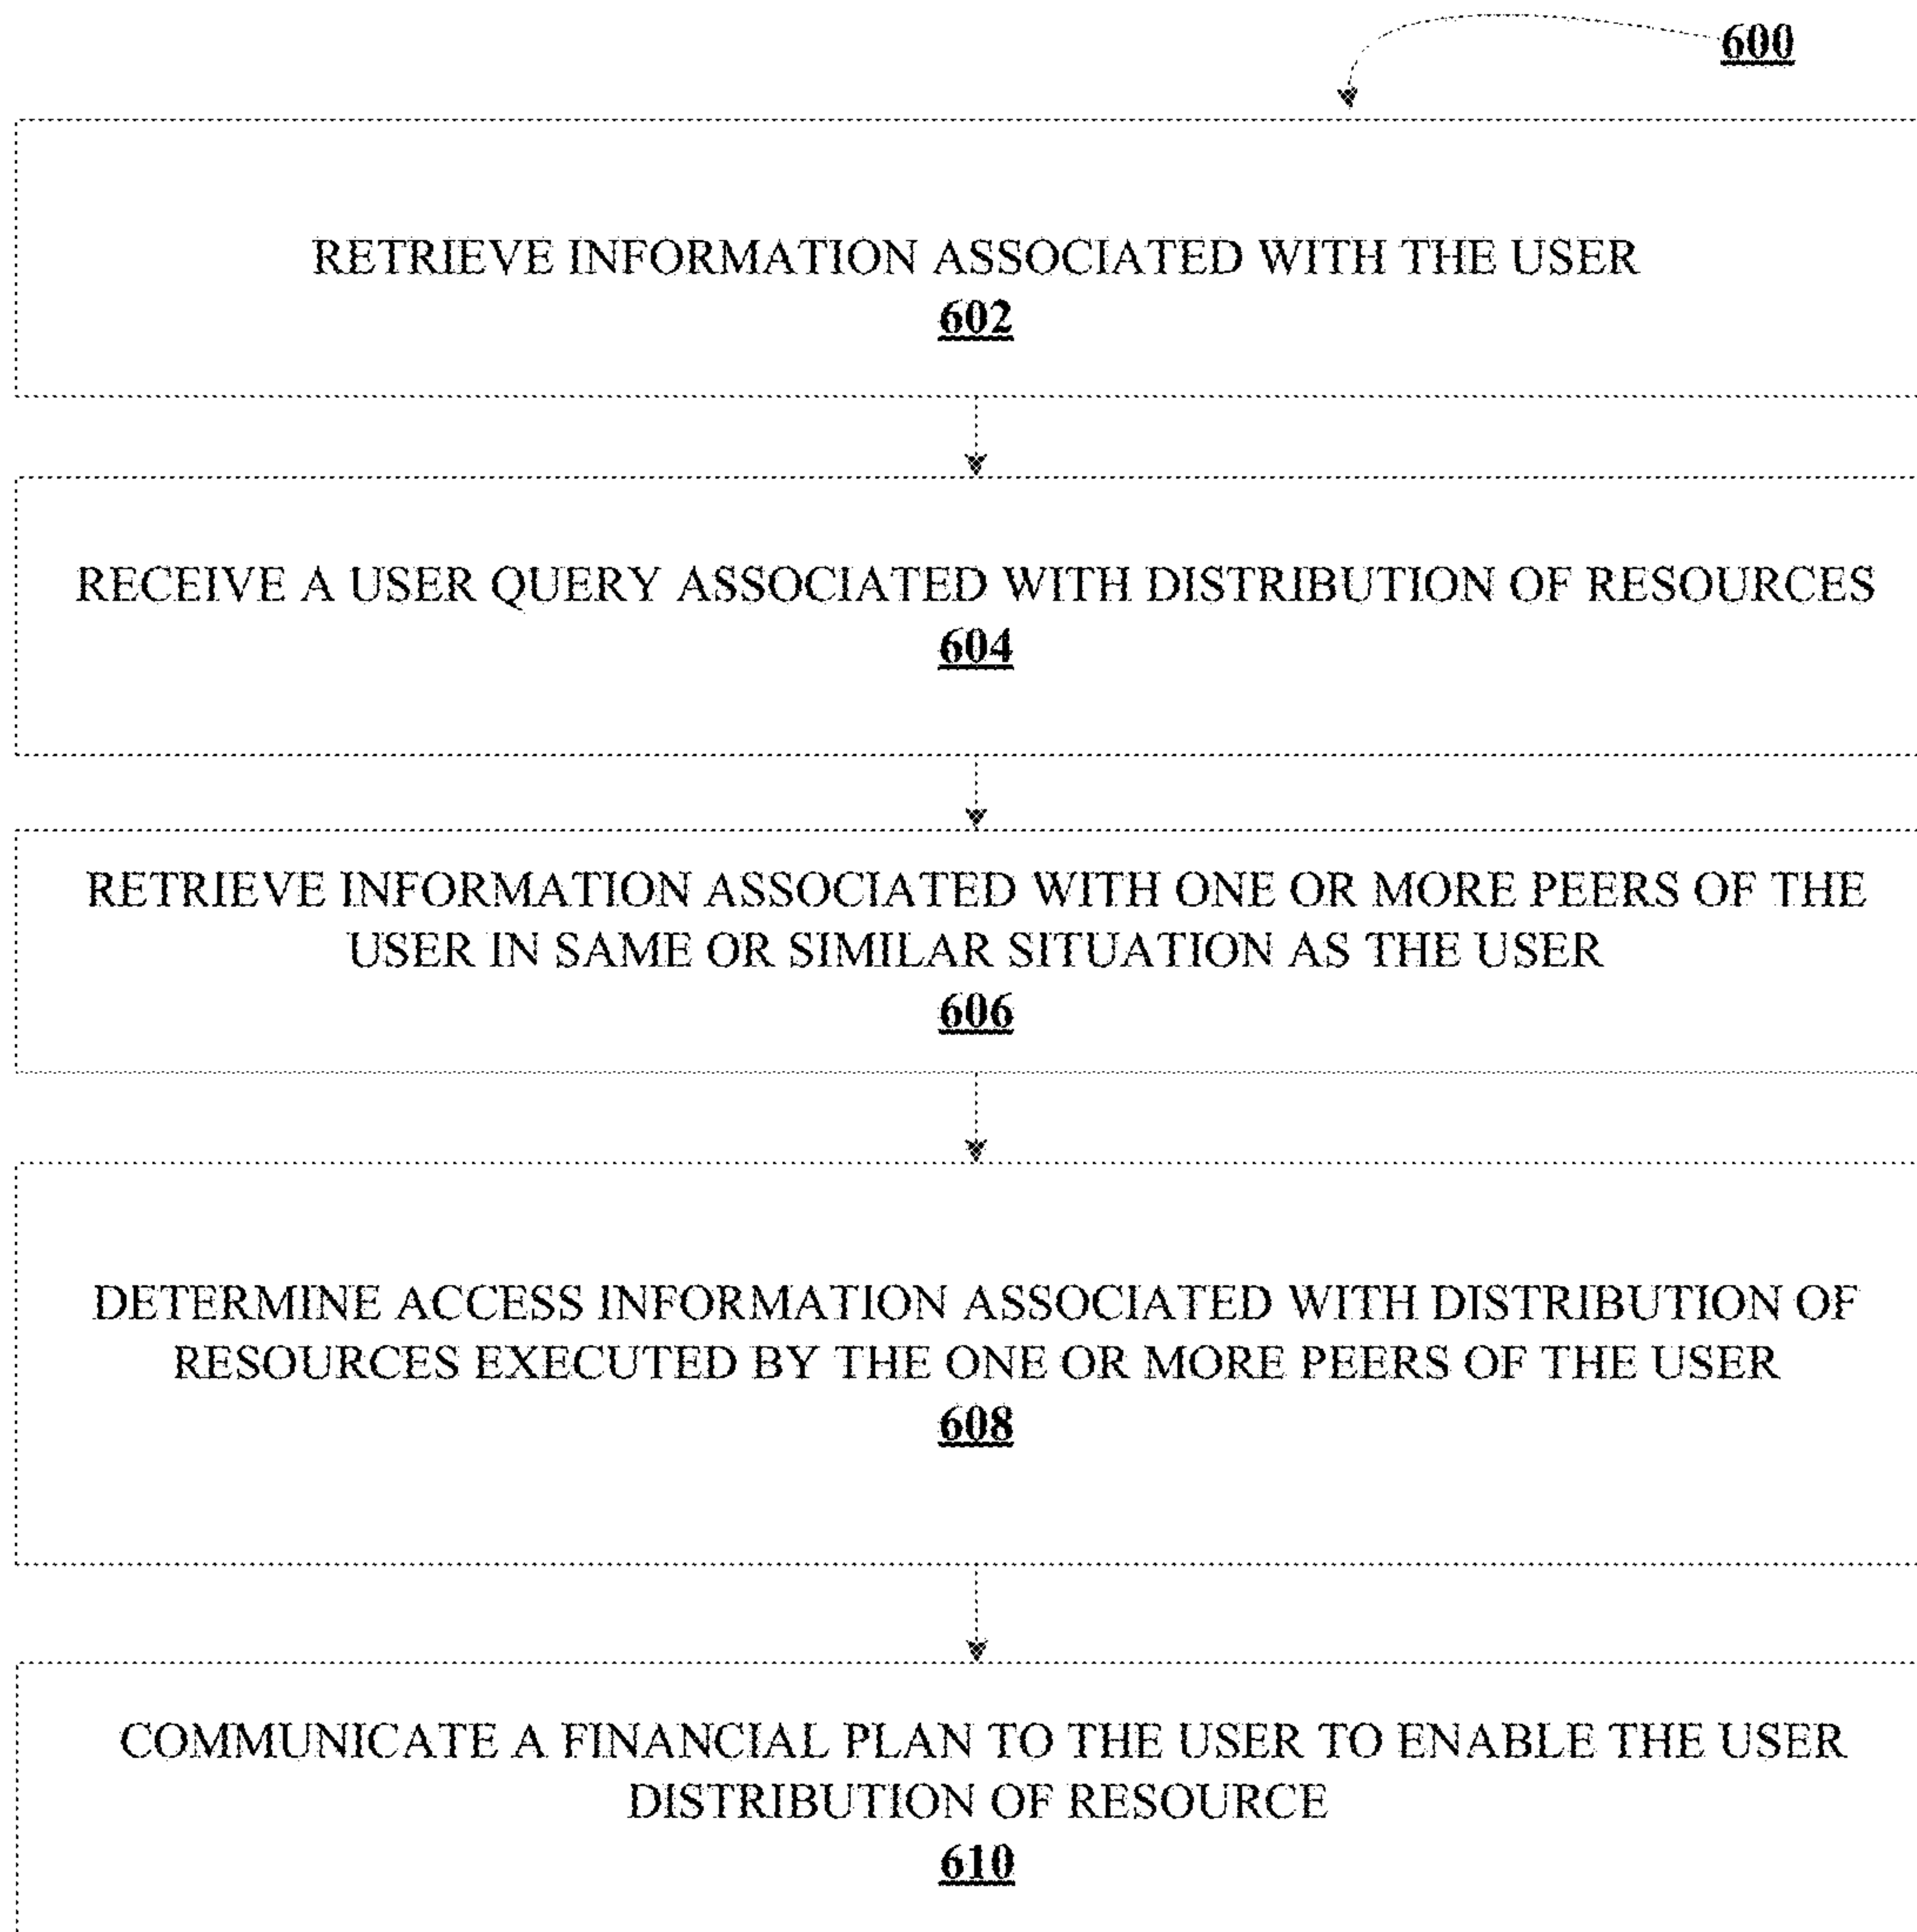 600
RETRIEVE INFORMATION ASSOCIATED WITH THE USER
602
RECEIVE A USER QUERY ASSOCIATED WITH DISTRIBUTION OF RESOURCES
604
RETRIEVE INFORMATION ASSOCIATED WITH ONE OR MORE PEERS OF THE
USER IN SAME OR SIMILAR SITUATION AS THE USER
606
DETERMINE ACCESS INFORMATION ASSOCIATED WITH DISTRIBUTION OF
RESOURCES EXECUTED BY THE ONE OR MORE PEERS OF THE USER
608
COMMUNICATE A FINANCIAL PLAN TO THE USER TO ENABLE THE USER
DISTRIBUTION OF RESOURCE
610